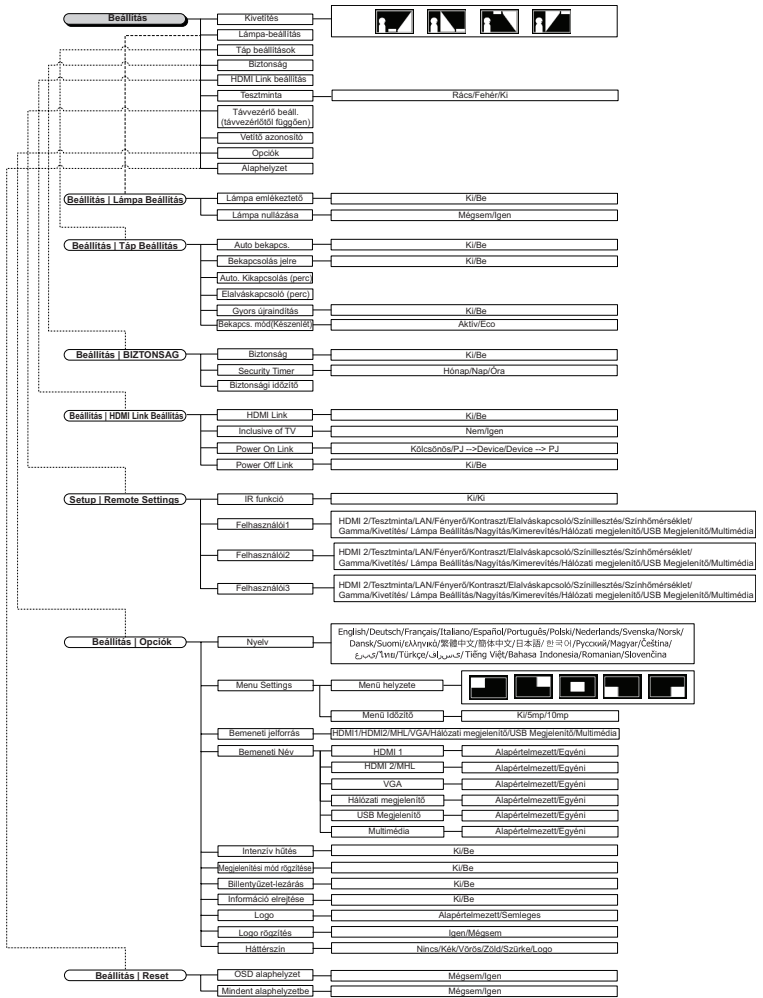 Beállítás
Kivetítés
Lámpa-beállítás
Táp beállítások
Biztonság
HDMI Link beállítás
Tesztminta
Rács/Fehér/Ki
Távvezérlő beáll.
(távvezérlőtől függően)
Vetítő azonosító
Opciók
Alaphelyzet
Beállítás | Lámpa Beállítás
Lámpa emlékeztető
Ki/Be
Lámpa nullázása
Mégsem/Igen
Beállítás | Táp Beállítás
Auto bekapcs.
Ki/Be
Bekapcsolás jelre
Ki/Be
Auto. Kikapcsolás (perc)
Elalváskapcsoló (perc)
Gyors újraindítás
Ki/Be
Bekapcs. mód(Készenlét)
Aktív/Eco
Beállítás | BIZTONSAG
Biztonság
Ki/Be
Security Timer
Hónap/Nap/Óra
Biztonsági időzítő
Beállítás | HDMI Link Beállítás
HDMI Link
Ki/Be
Inclusive of TV
Nem/Igen
Power On Link
Kölcsönös/PJ -->Device/Device --> PJ
Power Off Link
Ki/Be
Setup | Remote Settings
IR funkció
Ki/Ki
Felhasználói1
HDMI 2/Tesztminta/LAN/Fényerő/Kontraszt/Elalváskapcsoló/Színillesztés/Színhőmérséklet/
Gamma/Kivetítés/ Lámpa Beállítás/Nagyítás/Kimerevítés/Hálózati megjelenítő/USB Megjelenítő/Multimédia
Felhasználói2
HDMI 2/Tesztminta/LAN/Fényerő/Kontraszt/Elalváskapcsoló/Színillesztés/Színhőmérséklet/
Gamma/Kivetítés/ Lámpa Beállítás/Nagyítás/Kimerevítés/Hálózati megjelenítő/USB Megjelenítő/Multimédia
Felhasználói3
HDMI 2/Tesztminta/LAN/Fényerő/Kontraszt/Elalváskapcsoló/Színillesztés/Színhőmérséklet/
Gamma/Kivetítés/ Lámpa Beállítás/Nagyítás/Kimerevítés/Hálózati megjelenítő/USB Megjelenítő/Multimédia
Beállítás | Opciók
Nyelv
English/Deutsch/Français/Italiano/Español/Português/Polski/Nederlands/Svenska/Norsk/
Dansk/Suomi/ελληνικά/繁體中文/简体中文/日本語/한국어/Русский/Magyar/Čeština/
ﻋﺮﺑﻲ/ไทย/Türkçe/ﻓﺎﺭﺳﯽ/Tiếng Việt/Bahasa Indonesia/Romanian/Slovenčina
Menu Settings
Menü helyzete
Menü Időzítő
Ki/5mp/10mp
Bemeneti jelforrás
HDMI1/HDMI2/MHL/VGA/Hálózati megjelenítő/USB Megjelenítő/Multimédia
Bemeneti Név
HDMI 1
Alapértelmezett/Egyéni
HDMI 2/MHL
Alapértelmezett/Egyéni
VGA
Alapértelmezett/Egyéni
Hálózati megjelenítő
Alapértelmezett/Egyéni
USB Megjelenítő
Alapértelmezett/Egyéni
Multimédia
Alapértelmezett/Egyéni
Intenzív hűtés
Ki/Be
Megjelenítési mód rögzítése
Ki/Be
Billentyűzet-lezárás
Ki/Be
Információ elrejtése
Ki/Be
Logo
Alapértelmezett/Semleges
Logo rögzítés
Igen/Mégsem
Háttérszín
Nincs/Kék/Vörös/Zöld/Szürke/Logo
Beállítás | Reset
OSD alaphelyzet
Mégsem/Igen
Mindent alaphelyzetbe
Mégsem/Igen